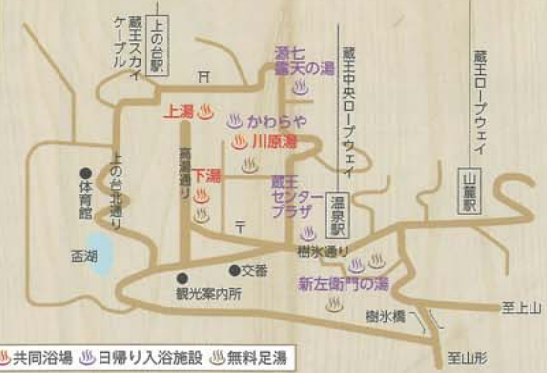 蔵王スカイ
ケーブル
上の台駅
源七
露天の湯
蔵王中央ロープウェイ
蔵王ロープウェイ
上湯
かわらや
川原湯
高湯通り
下湯
上の台北通り
体育館
盃湖
蔵王
センター
プラザ
温泉駅
山麓駅
樹氷通り
交番
観光案内所
新左衛門の湯
樹氷橋
至上山
至山形
共同浴場 日帰り入浴施設 無料足湯